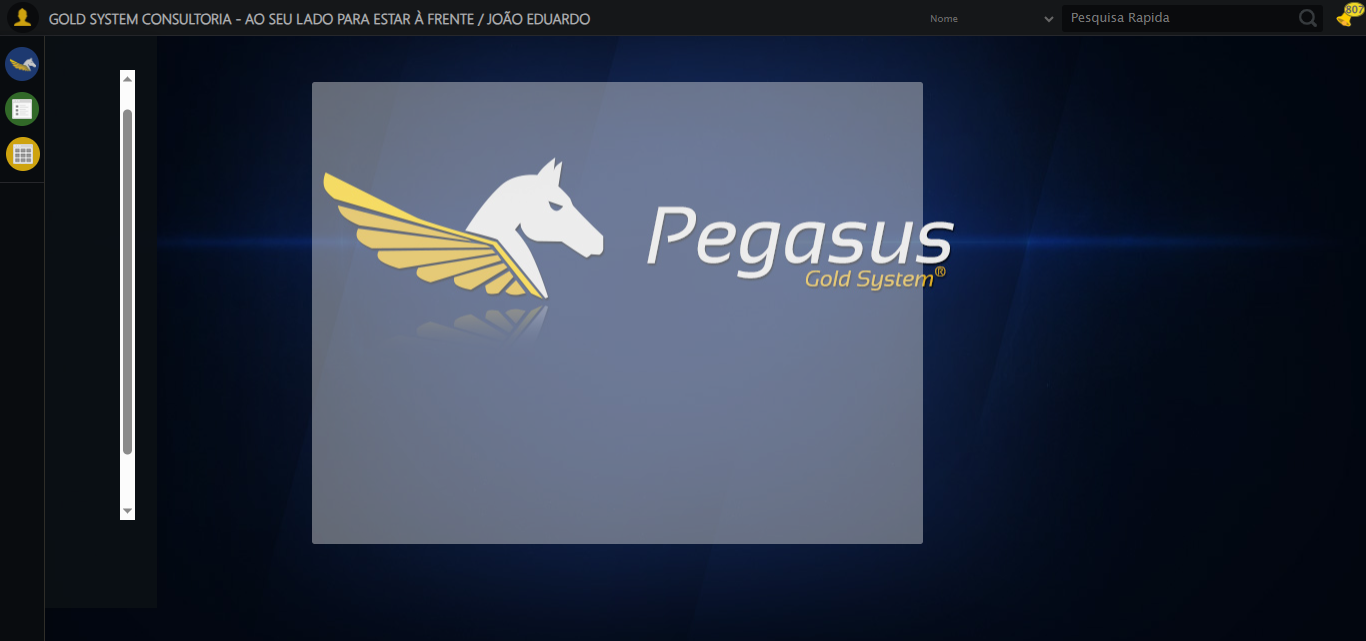 GOLD SYSTEM CONSULTORIA - AO SEU LADO PARA ESTAR À FRENTE / JOÃO EDUARDO
Nome
Pesquisa Rapida
807
Pegasus
Gold System®